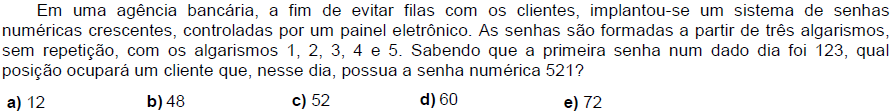 Em uma agência bancária, a fim de evitar filas com os clientes, implantou-se um sistema de senhas
numéricas crescentes, controladas por um painel eletrônico. As senhas são formadas a partir de três algarismos,
sem repetição, com os algarismos 1, 2, 3, 4 e 5. Sabendo que a primeira senha num dado dia foi 123, qual
posição ocupará um cliente que, nesse dia, possua a senha numérica 521?
a) 12 b) 48 c) 52 d) 60 e) 72